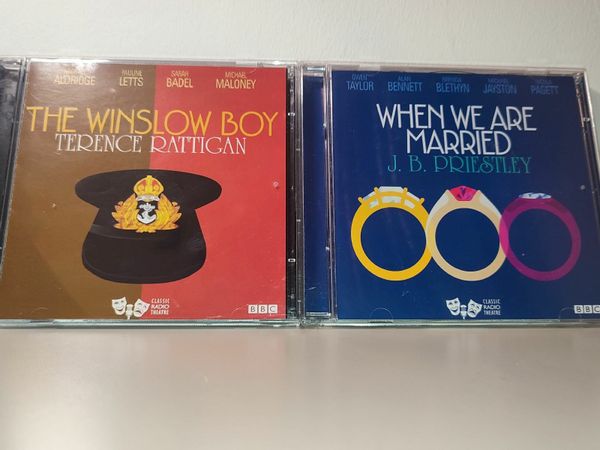 ALDRIDGE
PAULINE
LETTS
SARAH
BADEL
MICHAEL
MALONEY
THE WINSLOW BOY
TERENCE RATTIGAN
CLASSIC
RADIO
THEATRE
BBC
GWEN
TAYLOR
ALAN
BENNETT
BRENDA
BLETHYN
MICHAEL
JAYSTON
NICOLA
PAGETT
WHEN WE ARE
MARRIED
J. B. PRIESTLEY
CLASSIC
RADIO
THEATRE
BBC